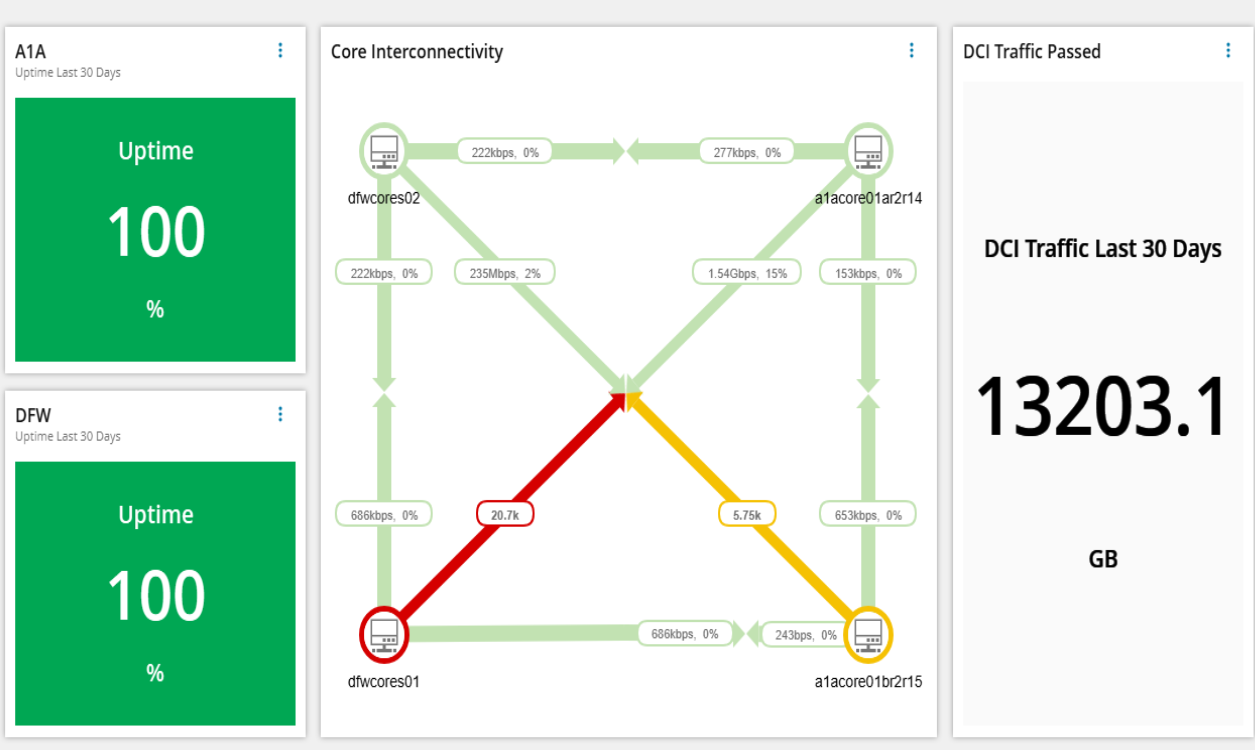 A1A
Uptime Last 30 Days
Uptime
100
%
DFW
Uptime Last 30 Days
Uptime
100
%
Core Interconnectivity
222kbps, 0%
277kbps, 0%
dfwcores02
a1acore01ar2r14
222kbps, 0%
235Mbps, 2%
1.54Gbps, 15%
153kbps, 0%
686kbps, 0%
20.7k
5.75k
653kbps, 0%
686kbps, 0%
243bps, 0%
dfwcores01
a1acore01br2r15
DCI Traffic Passed
DCI Traffic Last 30 Days
13203.1
GB